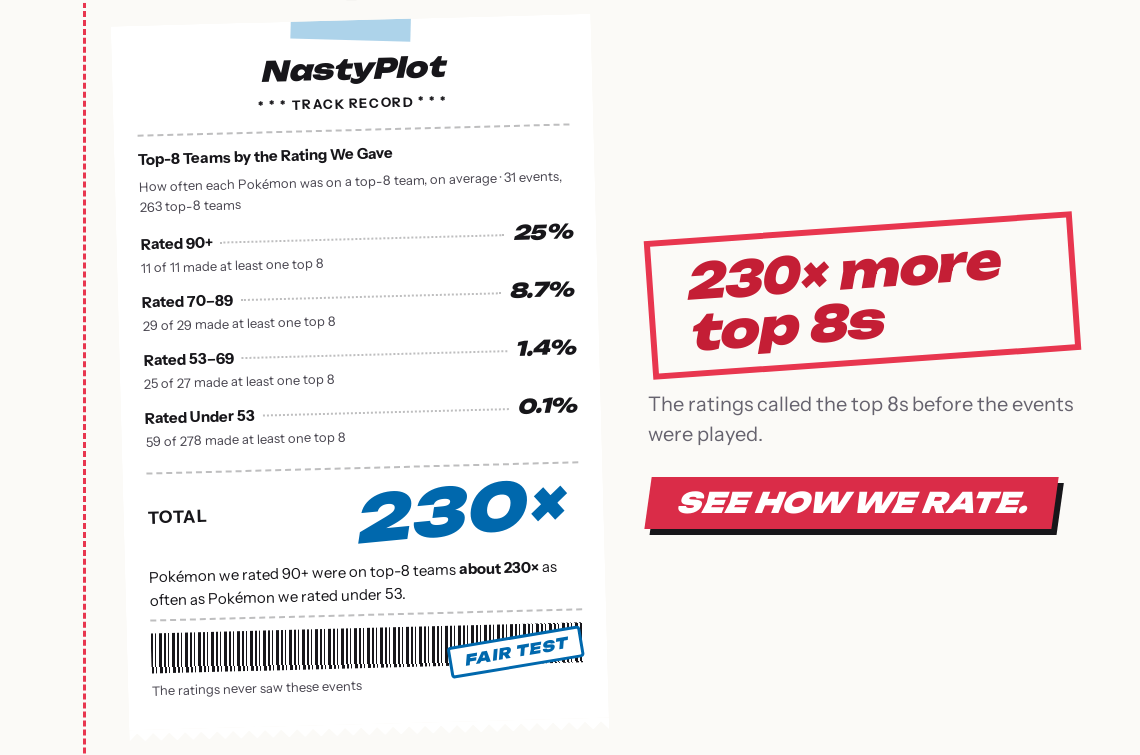 NastyPlot
* * * TRACK RECORD * * *
Top-8 Teams by the Rating We Gave
How often each Pokémon was on a top-8 team, on average · 31 events,
263 top-8 teams
Rated 90+ 25%
11 of 11 made at least one top 8
Rated 70–89 8.7%
29 of 29 made at least one top 8
Rated 53–69 1.4%
25 of 27 made at least one top 8
Rated Under 53 0.1%
59 of 278 made at least one top 8
TOTAL 230×
Pokémon we rated 90+ were on top-8 teams about 230× as
often as Pokémon we rated under 53.
FAIR TEST
The ratings never saw these events
230× more
top 8s
The ratings called the top 8s before the events
were played.
SEE HOW WE RATE.